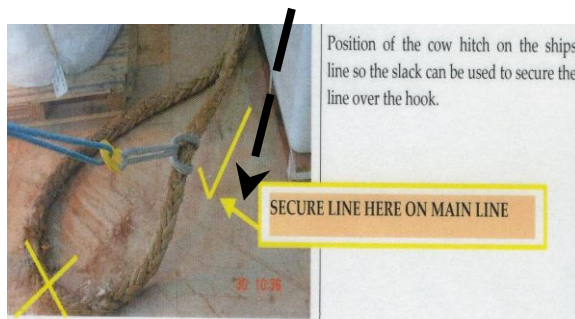 Position of the cow hitch on the ships
line so the slack can be used to secure the
line over the hook.
SECURE LINE HERE ON MAIN LINE
30 10:36